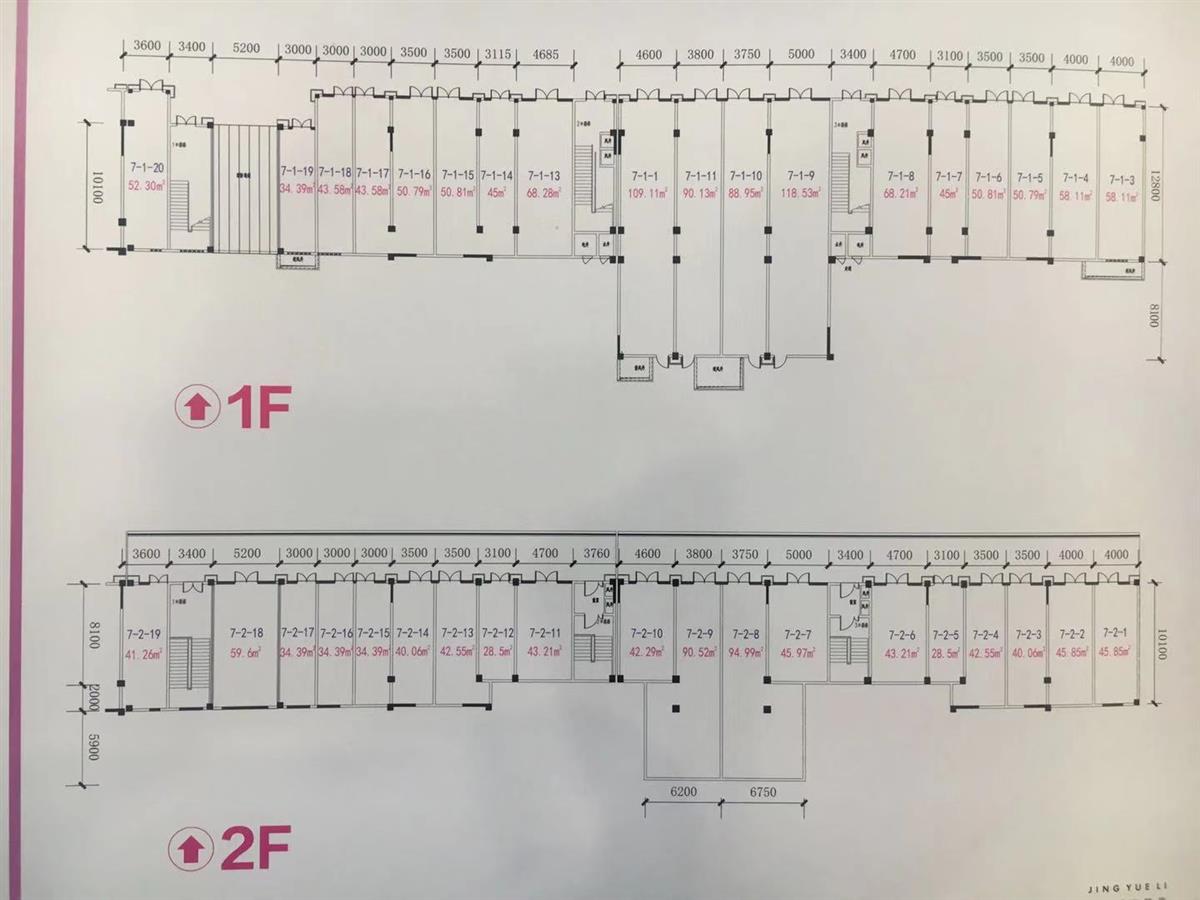 3600 3400 5200 3000 3000 3000 3500 3500 3115 4685 4600 3800 3750 5000 3400 4700 3100 3500 3500 4000 4000
10100
12800
8100
7-1-20 7-1-19 7-1-18 7-1-17 7-1-16 7-1-15 7-1-14 7-1-13 7-1-1 7-1-11 7-1-10 7-1-9 7-1-8 7-1-7 7-1-6 7-1-5 7-1-4 7-1-3
52.30㎡ 34.39㎡ 43.58㎡ 43.58㎡ 50.79㎡ 50.81㎡ 45㎡ 68.28㎡ 109.11㎡ 90.13㎡ 88.95㎡ 118.53㎡ 68.21㎡ 45㎡ 50.81㎡ 50.79㎡ 58.11㎡ 58.11㎡
1F
3600 3400 5200 3000 3000 3000 3500 3500 3100 4700 3760 4600 3800 3750 5000 3400 4700 3100 3500 3500 4000 4000
8100
2000
5900
10100
7-2-19 7-2-18 7-2-17 7-2-16 7-2-15 7-2-14 7-2-13 7-2-12 7-2-11 7-2-10 7-2-9 7-2-8 7-2-7 7-2-6 7-2-5 7-2-4 7-2-3 7-2-2 7-2-1
41.26㎡ 59.6㎡ 34.39㎡ 34.39㎡ 34.39㎡ 40.06㎡ 42.55㎡ 28.5㎡ 43.21㎡ 42.29㎡ 90.52㎡ 94.99㎡ 45.97㎡ 43.21㎡ 28.5㎡ 42.55㎡ 40.06㎡ 45.85㎡ 45.85㎡
6200 6750
2F
JING YUE LI